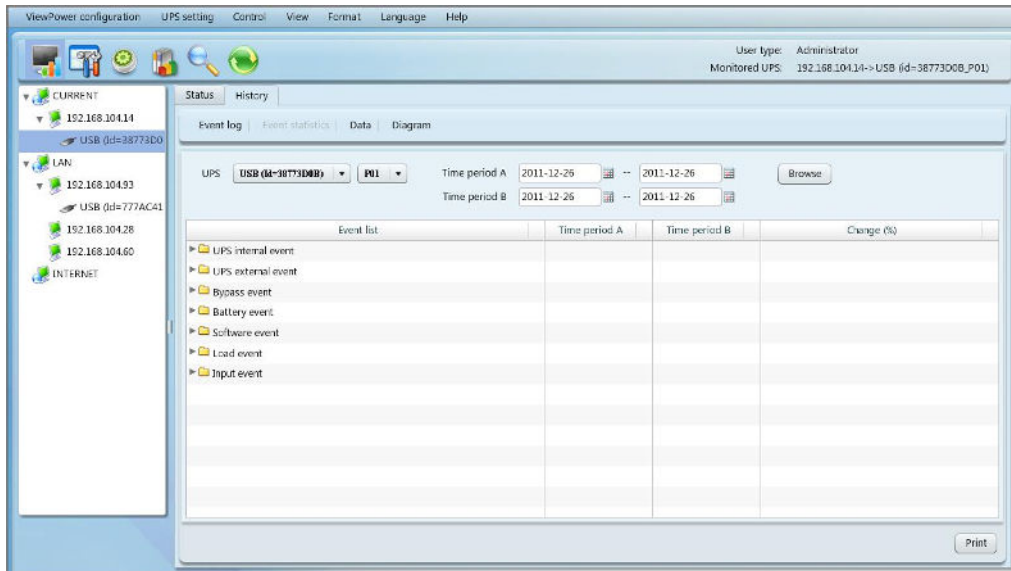 ViewPower configuration UPS setting Control View Format Language Help
User type: Administrator
Monitored UPS: 192.168.104.14->USB (id=38773D0B_P01)
CURRENT
192.168.104.14
USB (id=38773D0
LAN
192.168.104.93
USB (id=777AC41
192.168.104.28
192.168.104.60
INTERNET
Status History
Event log Event statistics Data Diagram
UPS USB (id=38773D0B) P01 Time period A 2011-12-26 -- 2011-12-26 Browse
Time period B 2011-12-26 -- 2011-12-26
Event list Time period A Time period B Change (%)
UPS internal event
UPS external event
Bypass event
Battery event
Software event
Load event
Input event
Print